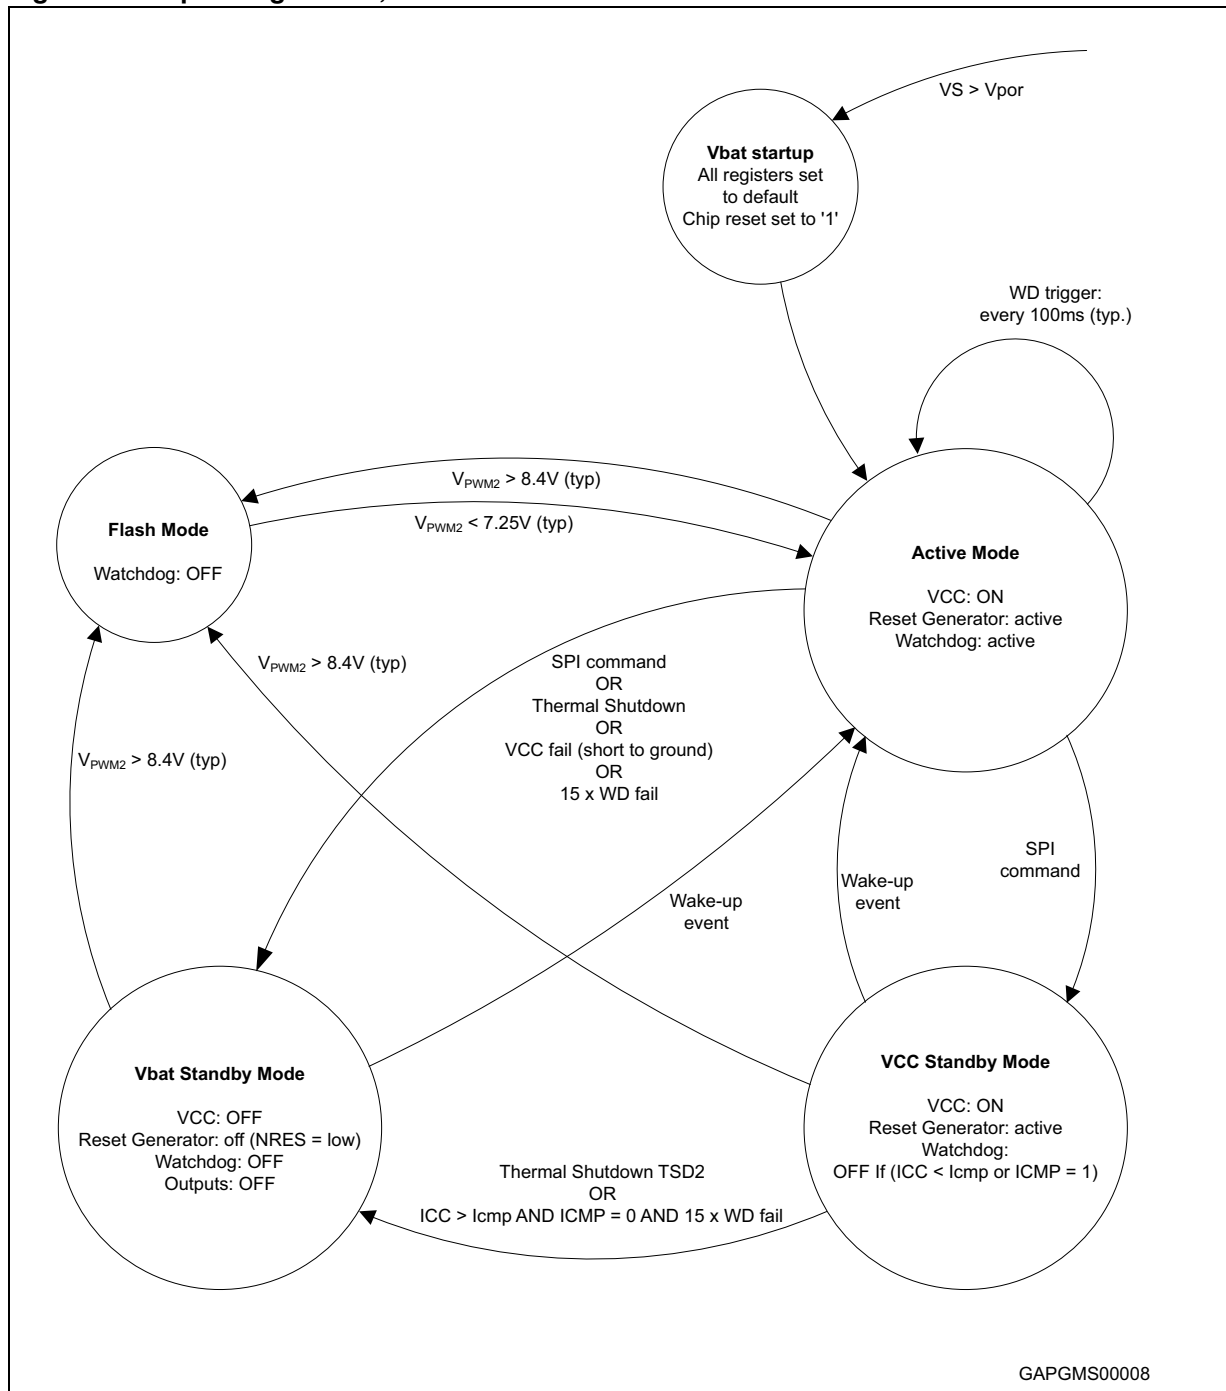 VS > Vpor
Vbat startup
All registers set
to default
Chip reset set to '1'
WD trigger:
every 100ms (typ.)
VPWM2 > 8.4V (typ)
VPWM2 < 7.25V (typ)
Flash Mode
Watchdog: OFF
Active Mode
VCC: ON
Reset Generator: active
Watchdog: active
VPWM2 > 8.4V (typ)
SPI command
OR
Thermal Shutdown
OR
VCC fail (short to ground)
OR
15 x WD fail
VPWM2 > 8.4V (typ)
SPI
command
Wake-up
event
Wake-up
event
Vbat Standby Mode
VCC: OFF
Reset Generator: off (NRES = low)
Watchdog: OFF
Outputs: OFF
VCC Standby Mode
VCC: ON
Reset Generator: active
Watchdog:
OFF If (ICC < Icmp or ICMP = 1)
Thermal Shutdown TSD2
OR
ICC > Icmp AND ICMP = 0 AND 15 x WD fail
GAPGMS00008